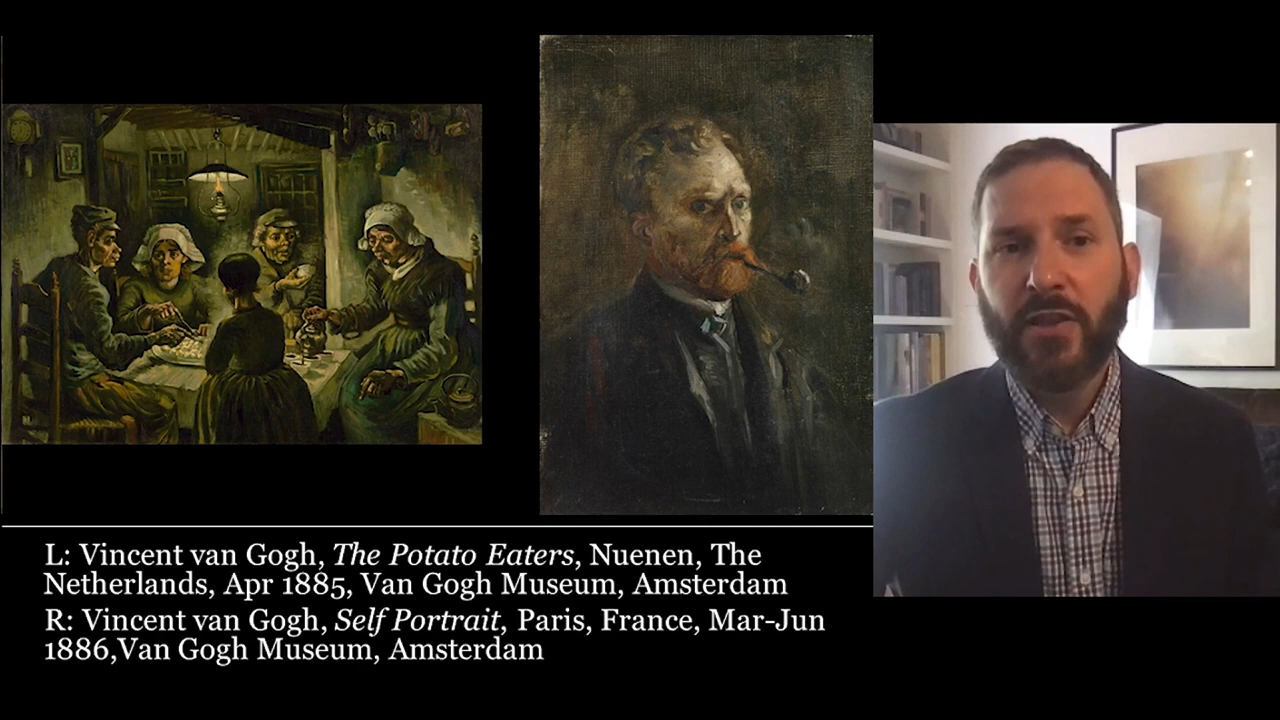 L: Vincent van Gogh, The Potato Eaters, Nuenen, The
Netherlands, Apr 1885, Van Gogh Museum, Amsterdam
R: Vincent van Gogh, Self Portrait, Paris, France, Mar-Jun
1886,Van Gogh Museum, Amsterdam